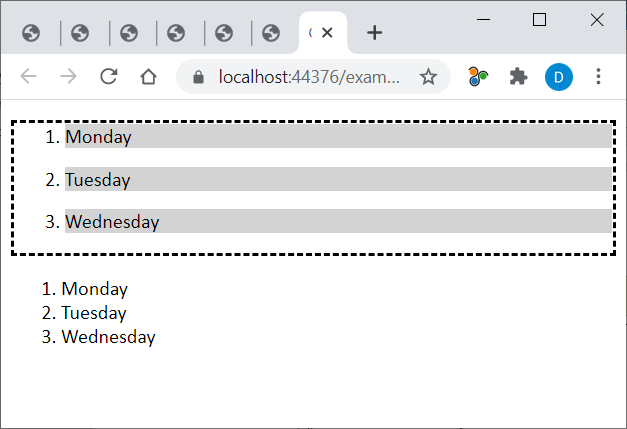 localhost:44376/exam...
D
1. Monday
2. Tuesday
3. Wednesday
1. Monday
2. Tuesday
3. Wednesday